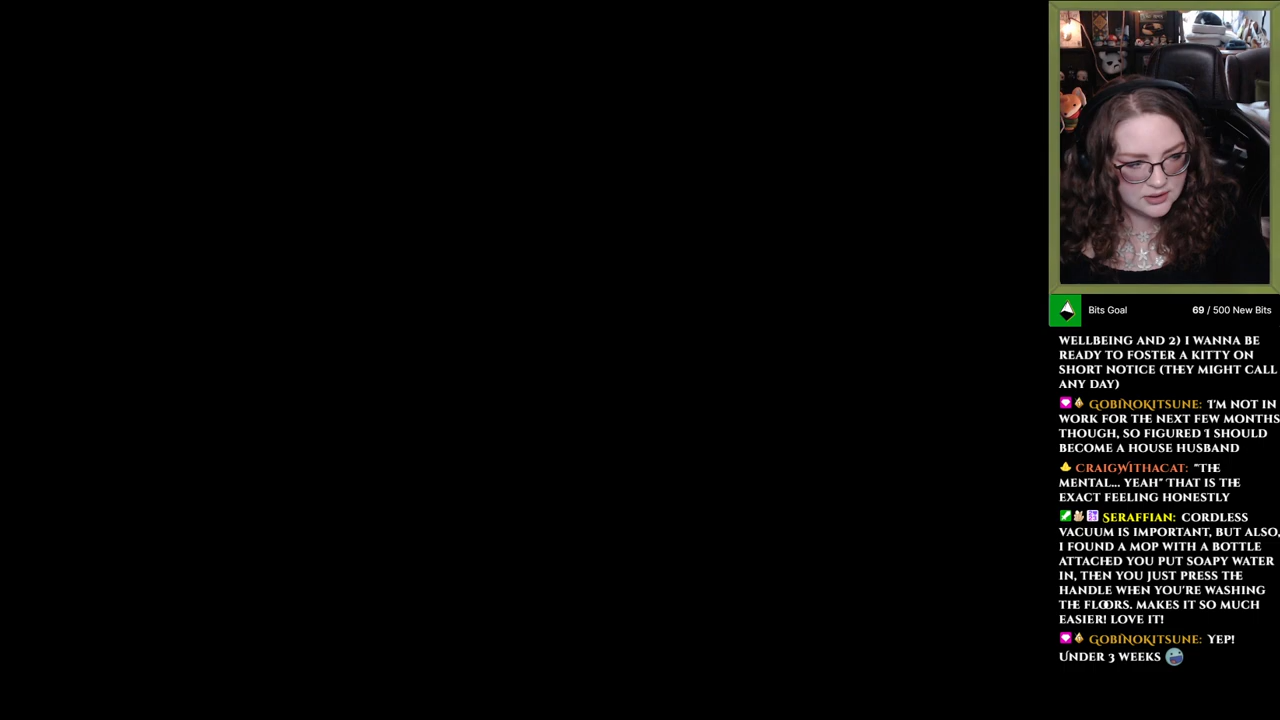 Bits Goal 69 / 500 New Bits
WELLBEING AND 2) I WANNA BE
READY TO FOSTER A KITTY ON
SHORT NOTICE (THEY MIGHT CALL
ANY DAY)
GOBINOKITSUNE: I'M NOT IN
WORK FOR THE NEXT FEW MONTHS
THOUGH, SO FIGURED I SHOULD
BECOME A HOUSE HUSBAND
CRAIGWITHACAT: "THE
MENTAL... YEAH" THAT IS THE
EXACT FEELING HONESTLY
SERAFFIAN: CORDLESS
VACUUM IS IMPORTANT, BUT ALSO,
I FOUND A MOP WITH A BOTTLE
ATTACHED YOU PUT SOAPY WATER
IN, THEN YOU JUST PRESS THE
HANDLE WHEN YOU'RE WASHING
THE FLOORS. MAKES IT SO MUCH
EASIER! LOVE IT!
GOBINOKITSUNE: YEP!
UNDER 3 WEEKS